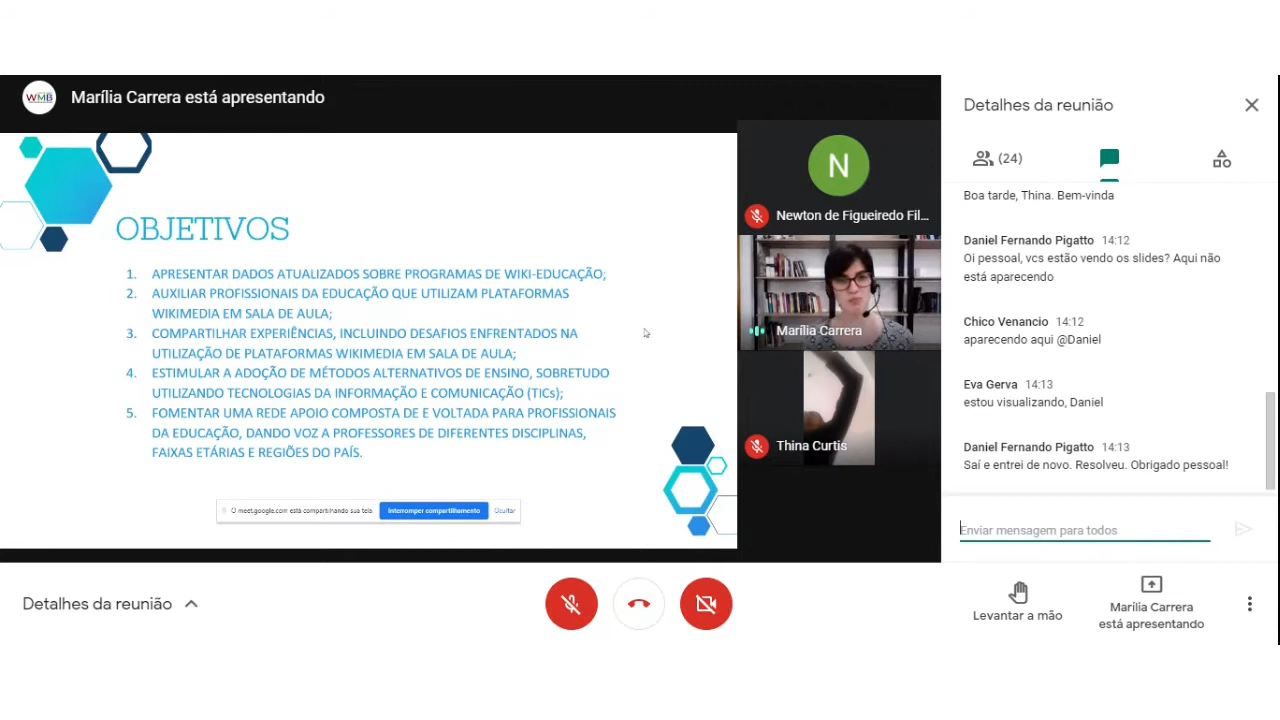 WMB
Marília Carrera está apresentando
OBJETIVOS
1. APRESENTAR DADOS ATUALIZADOS SOBRE PROGRAMAS DE WIKI-EDUCAÇÃO;
2. AUXILIAR PROFISSIONAIS DA EDUCAÇÃO QUE UTILIZAM PLATAFORMAS
WIKIMEDIA EM SALA DE AULA;
3. COMPARTILHAR EXPERIÊNCIAS, INCLUINDO DESAFIOS ENFRENTADOS NA
UTILIZAÇÃO DE PLATAFORMAS WIKIMEDIA EM SALA DE AULA;
4. ESTIMULAR A ADOÇÃO DE MÉTODOS ALTERNATIVOS DE ENSINO, SOBRETUDO
UTILIZANDO TECNOLOGIAS DA INFORMAÇÃO E COMUNICAÇÃO (TICs);
5. FOMENTAR UMA REDE APOIO COMPOSTA DE E VOLTADA PARA PROFISSIONAIS
DA EDUCAÇÃO, DANDO VOZ A PROFESSORES DE DIFERENTES DISCIPLINAS,
FAIXAS ETÁRIAS E REGIÕES DO PAÍS.
O meet.google.com está compartilhando sua tela.
Interromper compartilhamento
Ocultar
N
Newton de Figueiredo Fil...
Marília Carrera
Thina Curtis
Detalhes da reunião
(24)
Boa tarde, Thina. Bem-vinda
Daniel Fernando Pigatto 14:12
Oi pessoal, vcs estão vendo os slides? Aqui não
está aparecendo
Chico Venancio 14:12
aparecendo aqui @Daniel
Eva Gerva 14:13
estou visualizando, Daniel
Daniel Fernando Pigatto 14:13
Saí e entrei de novo. Resolveu. Obrigado pessoal!
Enviar mensagem para todos
Detalhes da reunião
Levantar a mão
Marília Carrera
está apresentando